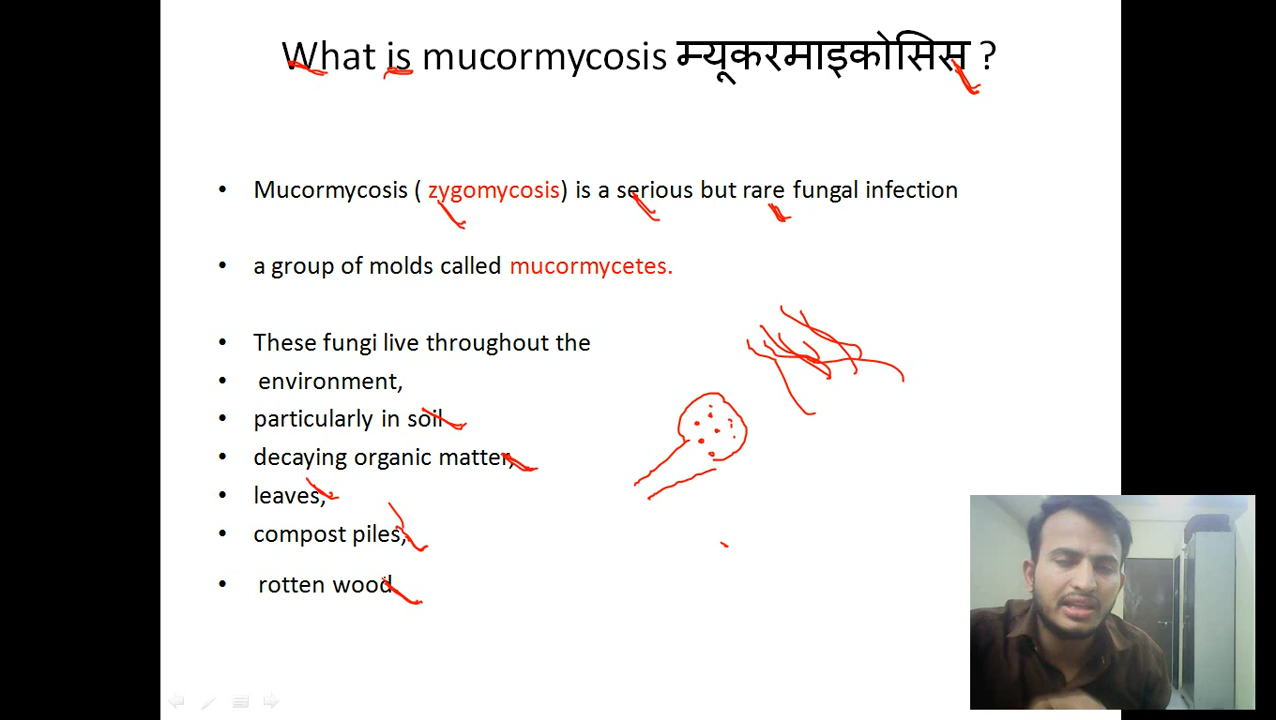 What is mucormycosis म्यूकरमाइकोसिस ?
• Mucormycosis ( zygomycosis) is a serious but rare fungal infection
• a group of molds called mucormycetes.
• These fungi live throughout the
• environment,
• particularly in soil
• decaying organic matter,
• leaves,
• compost piles,
• rotten wood